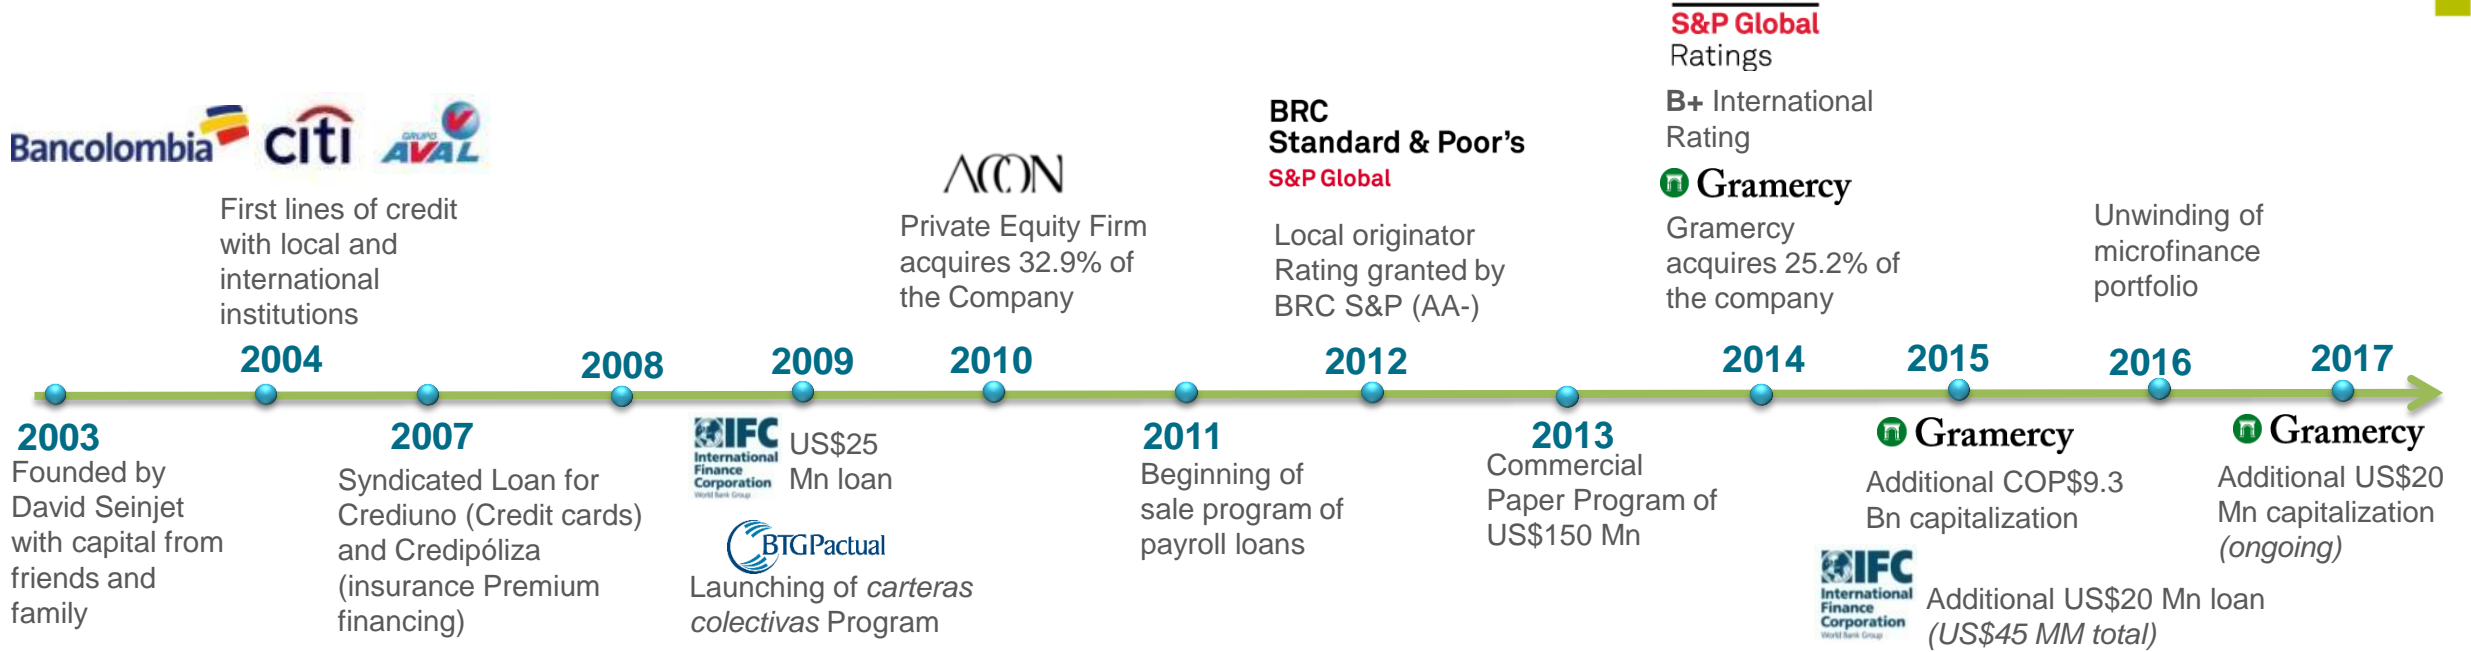 S&P Global
Ratings
B+ International
Rating
Gramercy
Gramercy
acquires 25.2% of
the company
Bancolombia
citi
GRUPO
AVAL
First lines of credit
with local and
international
institutions
ACON
Private Equity Firm
acquires 32.9% of
the Company
BRC
Standard & Poor's
S&P Global
Local originator
Rating granted by
BRC S&P (AA-)
Unwinding of
microfinance
portfolio
2004
2008
2009
2010
2012
2014
2015
2016
2017
2003
Founded by
David Seinjet
with capital from
friends and
family
2007
Syndicated Loan for
Crediuno (Credit cards)
and Credipóliza
(insurance Premium
financing)
IFC
International
Finance
Corporation
World Bank Group
US$25
Mn loan
BTGPactual
Launching of carteras
colectivas Program
2011
Beginning of
sale program of
payroll loans
2013
Commercial
Paper Program of
US$150 Mn
Gramercy
Additional COP$9.3
Bn capitalization
IFC
International
Finance
Corporation
World Bank Group
Additional US$20 Mn loan
(US$45 MM total)
Gramercy
Additional US$20
Mn capitalization
(ongoing)